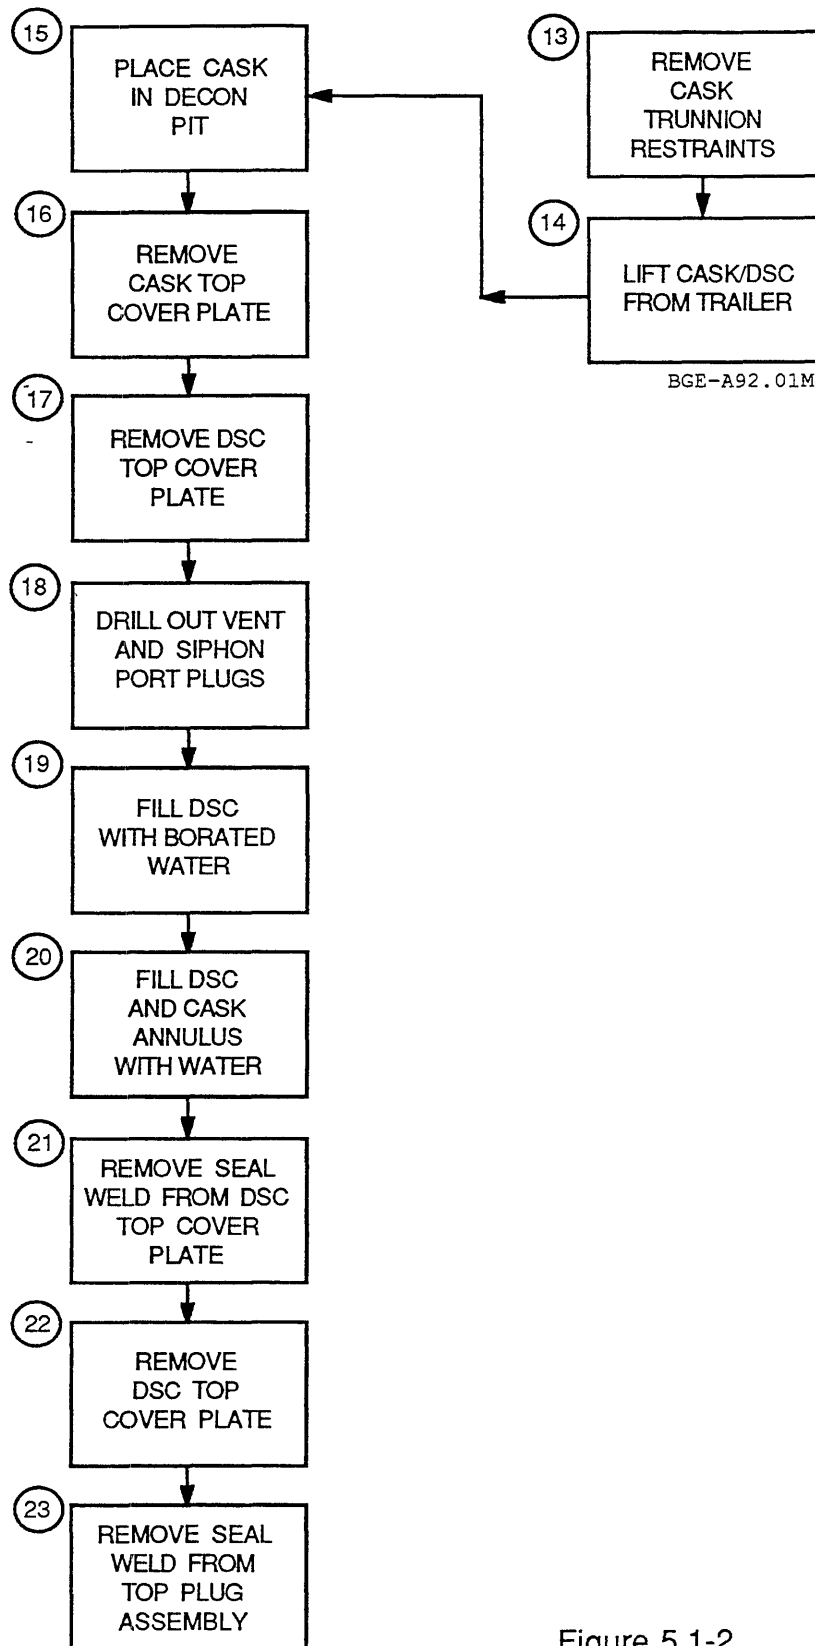 13
REMOVE
CASK
TRUNNION
RESTRAINTS
14
LIFT CASK/DSC
FROM TRAILER
BGE-A92.01M
15
PLACE CASK
IN DECON
PIT
16
REMOVE
CASK TOP
COVER PLATE
17
REMOVE DSC
TOP COVER
PLATE
18
DRILL OUT VENT
AND SIPHON
PORT PLUGS
19
FILL DSC
WITH BORATED
WATER
20
FILL DSC
AND CASK
ANNULUS
WITH WATER
21
REMOVE SEAL
WELD FROM DSC
TOP COVER
PLATE
22
REMOVE
DSC TOP
COVER PLATE
23
REMOVE SEAL
WELD FROM
TOP PLUG
ASSEMBLY
Figure 5.1-2